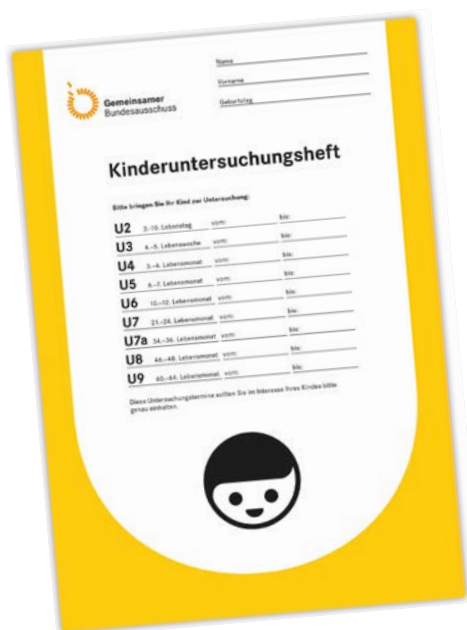 Name
Vorname
Geburtstag
Gemeinsamer
Bundesausschuss
Kinderuntersuchungsheft
Bitte bringen Sie Ihr Kind zur Untersuchung:
U2 3.-10. Lebenstag vom: bis:
U3 4.-5. Lebenswoche vom: bis:
U4 3.-4. Lebensmonat vom: bis:
U5 6.-7. Lebensmonat vom: bis:
U6 10.-12. Lebensmonat vom: bis:
U7 21.-24. Lebensmonat vom: bis:
U7a 34.-36. Lebensmonat vom: bis:
U8 46.-48. Lebensmonat vom: bis:
U9 60.-64. Lebensmonat vom: bis:
Diese Untersuchungstermine sollten Sie im Interesse Ihres Kindes bitte
genau einhalten.